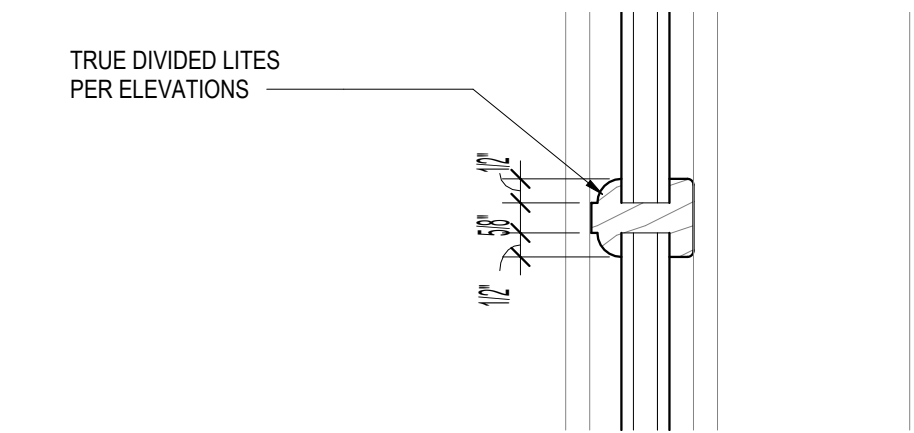 TRUE DIVIDED LITES
PER ELEVATIONS
1/2"
5/8"
1/2"